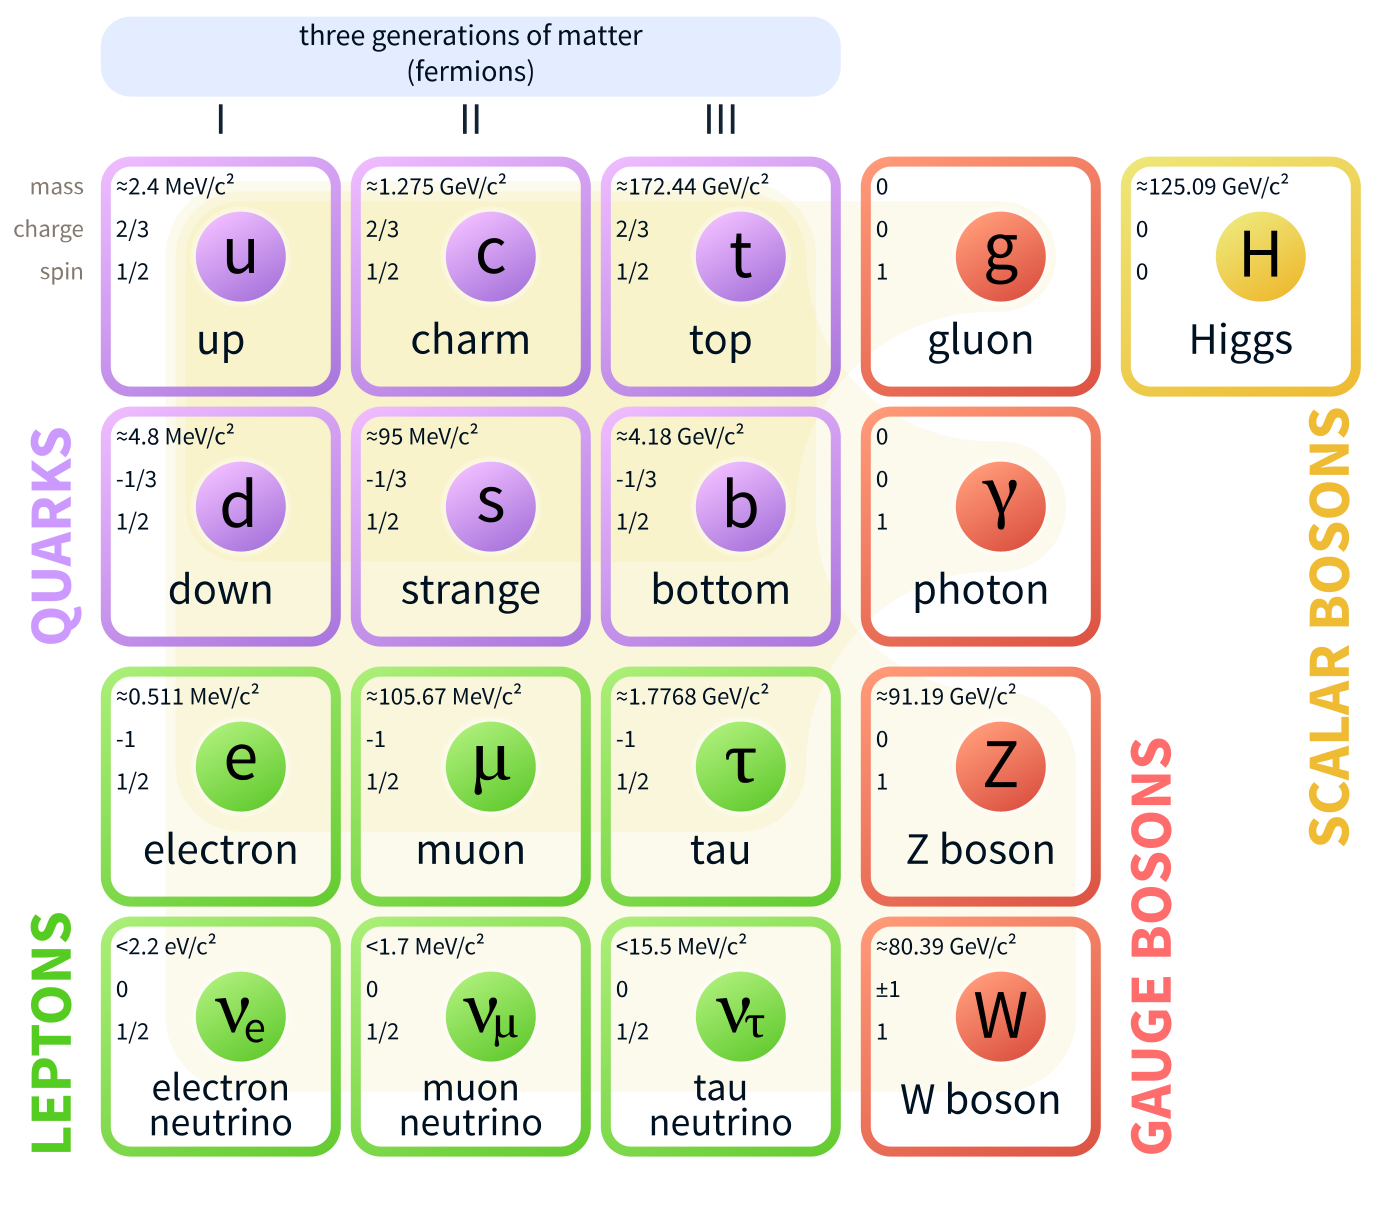 three generations of matter
(fermions)
I
II
III
mass
charge
spin
≈2.4 MeV/c²
2/3
1/2
u
up
≈1.275 GeV/c²
2/3
1/2
c
charm
≈172.44 GeV/c²
2/3
1/2
t
top
0
0
1
g
gluon
≈125.09 GeV/c²
0
0
H
Higgs
QUARKS
≈4.8 MeV/c²
-1/3
1/2
d
down
≈95 MeV/c²
-1/3
1/2
s
strange
≈4.18 GeV/c²
-1/3
1/2
b
bottom
0
0
1
γ
photon
SCALAR BOSONS
≈0.511 MeV/c²
-1
1/2
e
electron
≈105.67 MeV/c²
-1
1/2
μ
muon
≈1.7768 GeV/c²
-1
1/2
τ
tau
≈91.19 GeV/c²
0
1
Z
Z boson
GAUGE BOSONS
LEPTONS
<2.2 eV/c²
0
1/2
νe
electron
neutrino
<1.7 MeV/c²
0
1/2
νμ
muon
neutrino
<15.5 MeV/c²
0
1/2
ντ
tau
neutrino
≈80.39 GeV/c²
±1
1
W
W boson